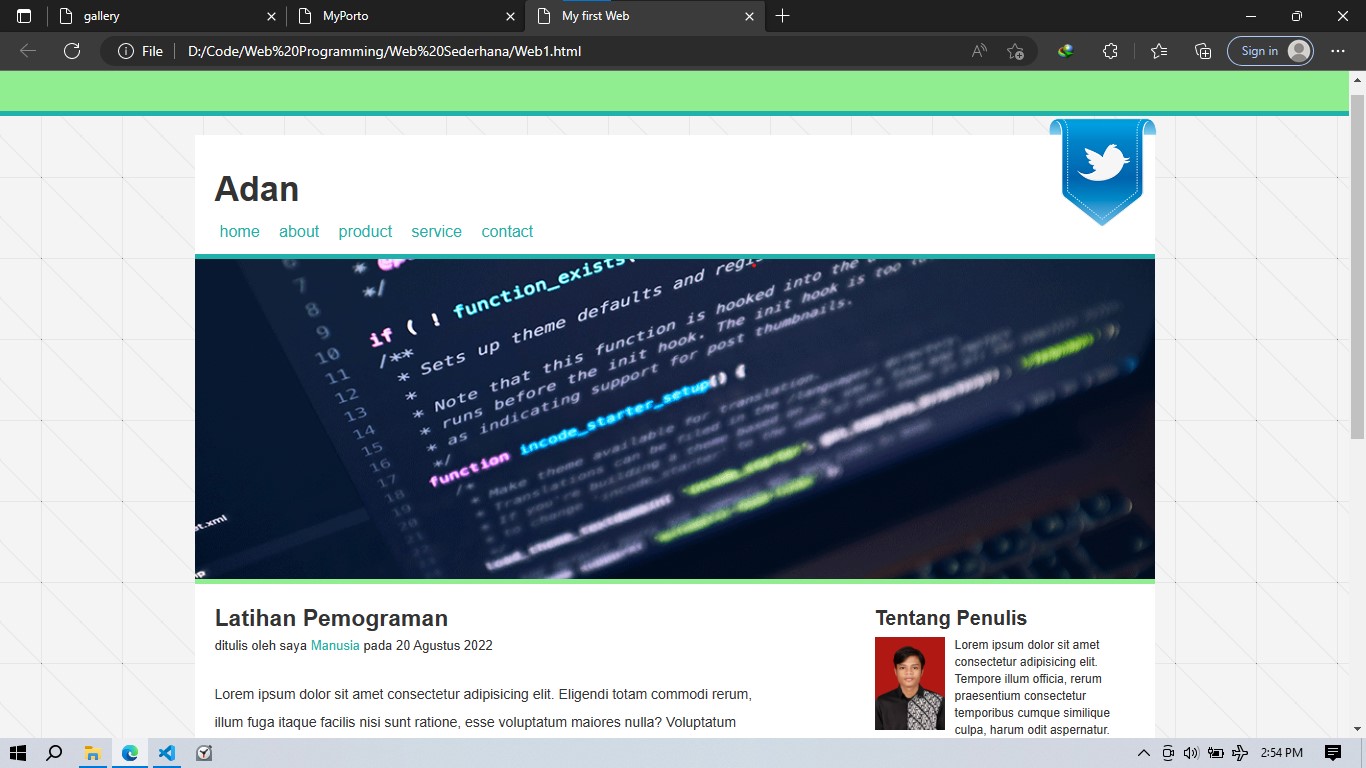 gallery
MyPorto
My first Web
File
D:/Code/Web%20Programming/Web%20Sederhana/Web1.html
Sign in
Adan
home about product service contact
7
8 */
9
10 if ( ! function_exists(
11 /**
12 * Sets up theme defaults and regis
13 *
14 * Note that this function is hooked into the
15 * runs before the init hook. The init hook is too
16 * as indicating support for post thumbnails.
17 */
18 function incode_starter_setup() {
19 /*
20 * Make theme available for translation.
21 * Translations can be filed in the /languages/ directory.
* If you're building a theme based on
* to change 'incode_starter' to the name of
*/
load_theme_textdomain( 'incode_starter',
st.xml
Latihan Pemograman
ditulis oleh saya Manusia pada 20 Agustus 2022
Lorem ipsum dolor sit amet consectetur adipisicing elit. Eligendi totam commodi rerum,
illum fuga itaque facilis nisi sunt ratione, esse voluptatum maiores nulla? Voluptatum
Tentang Penulis
Lorem ipsum dolor sit amet
consectetur adipisicing elit.
Tempore illum officia, rerum
praesentium consectetur
temporibus cumque similique
culpa, harum odit aspernatur.
2:54 PM